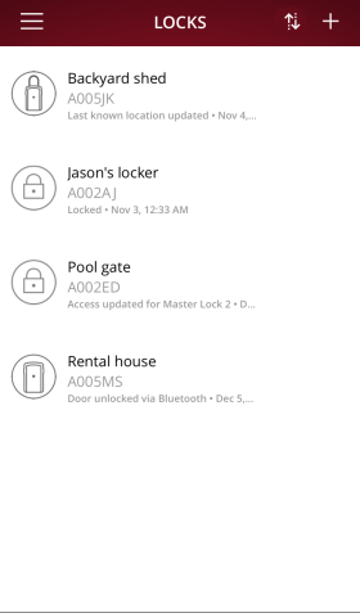 LOCKS
Backyard shed
A005JK
Last known location updated • Nov 4,...
Jason's locker
A002AJ
Locked • Nov 3, 12:33 AM
Pool gate
A002ED
Access updated for Master Lock 2 • D...
Rental house
A005MS
Door unlocked via Bluetooth • Dec 5,...